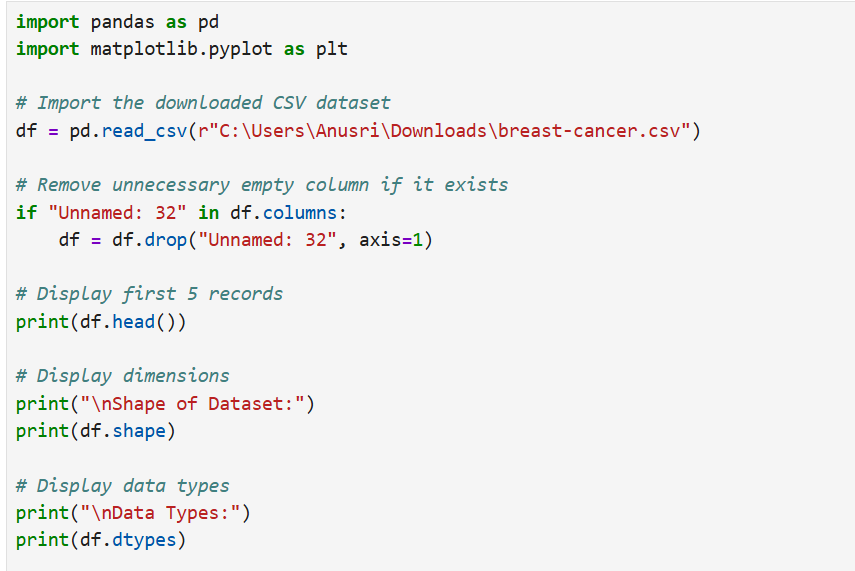 import pandas as pd
import matplotlib.pyplot as plt
# Import the downloaded CSV dataset
df = pd.read_csv(r"C:\Users\Anusri\Downloads\breast-cancer.csv")
# Remove unnecessary empty column if it exists
if "Unnamed: 32" in df.columns:
    df = df.drop("Unnamed: 32", axis=1)
# Display first 5 records
print(df.head())
# Display dimensions
print("\nShape of Dataset:")
print(df.shape)
# Display data types
print("\nData Types:")
print(df.dtypes)